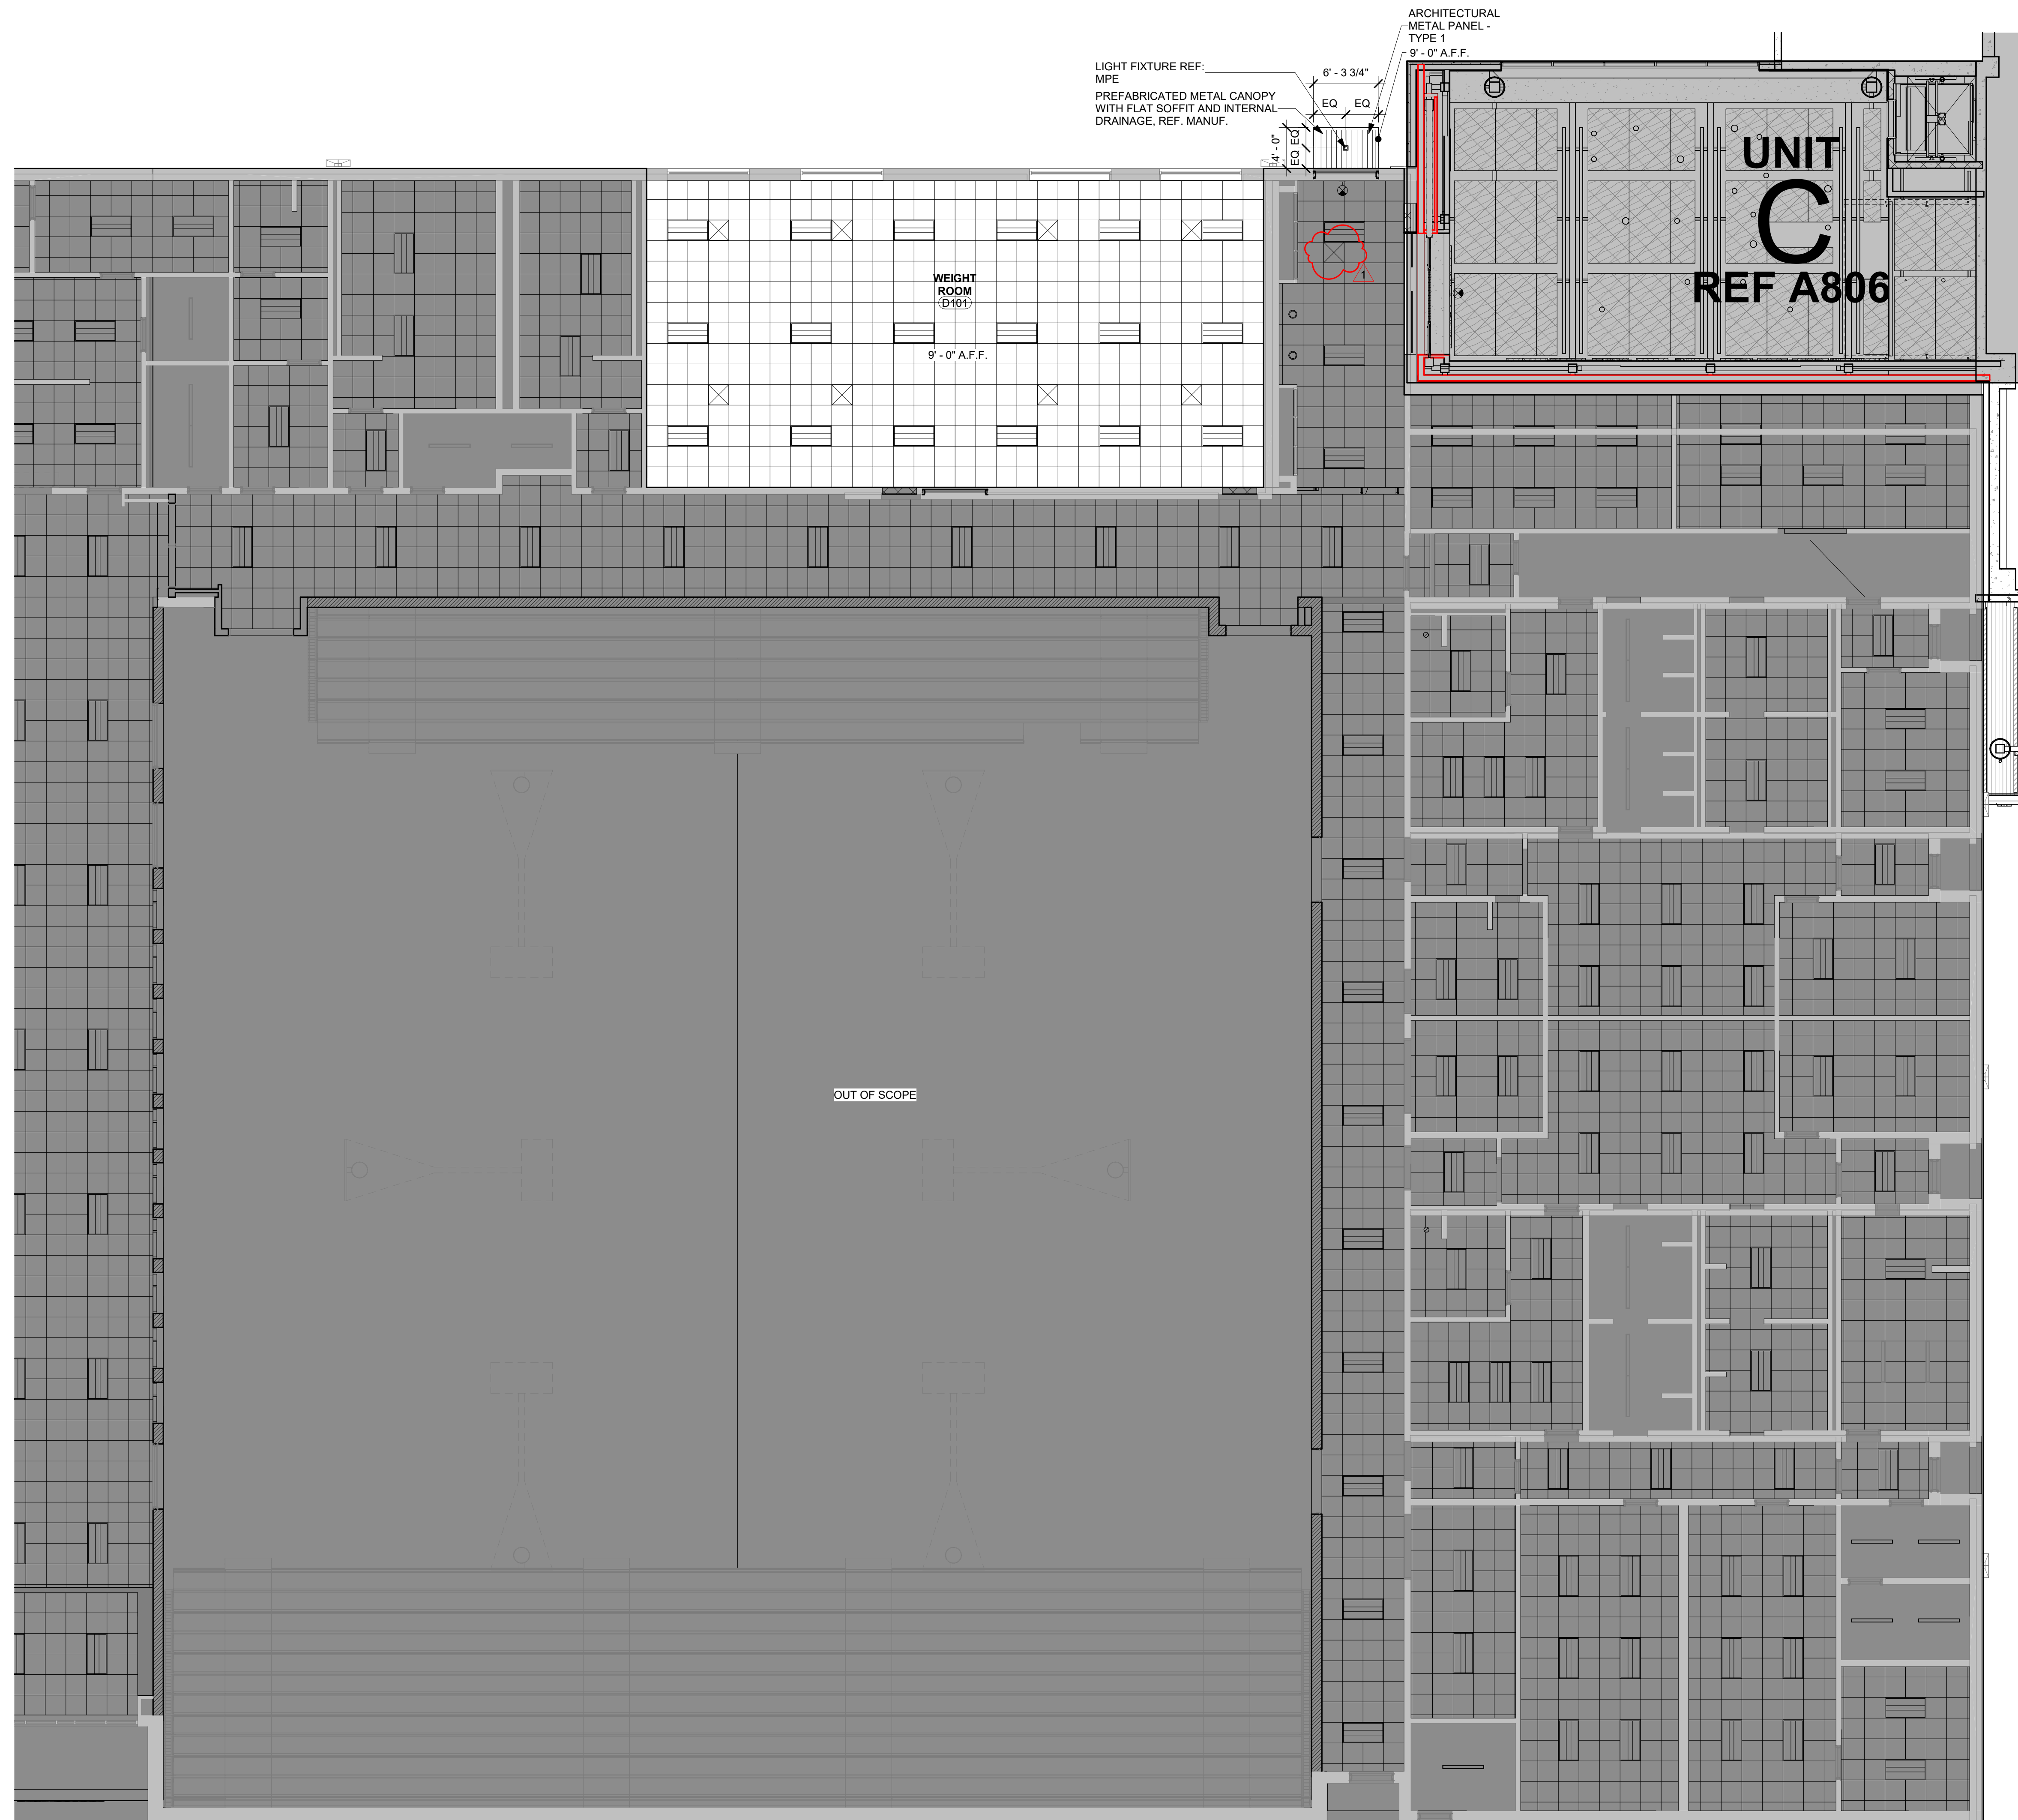 ARCHITECTURAL
METAL PANEL -
TYPE 1
9' - 0" A.F.F.
LIGHT FIXTURE REF:
MPE
6' - 3 3/4"
PREFABRICATED METAL CANOPY
WITH FLAT SOFFIT AND INTERNAL
DRAINAGE, REF. MANUF.
EQ
EQ
4' - 0"
EQ
EQ
UNIT
C
REF A806
1
WEIGHT
ROOM
D101
9' - 0" A.F.F.
OUT OF SCOPE